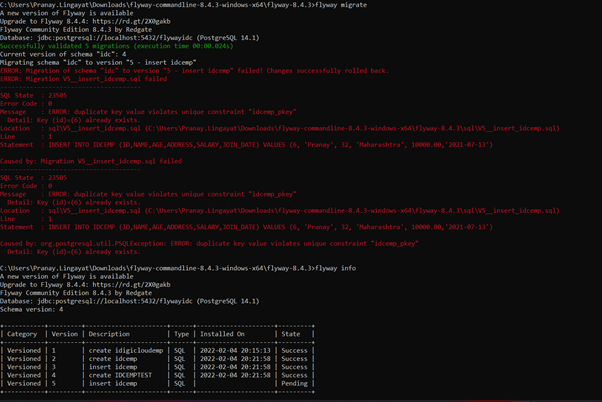 C:\Users\Pranay.Lingayat\Downloads\flyway-commandline-8.4.3-windows-x64\flyway-8.4.3>flyway migrate
A new version of Flyway is available
Upgrade to Flyway 8.4.4: https://rd.gt/2X0gakb
Flyway Community Edition 8.4.3 by Redgate
Database: jdbc:postgresql://localhost:5432/flywayidc (PostgreSQL 14.1)
Successfully validated 5 migrations (execution time 00:00.024s)
Current version of schema "idc": 4
Migrating schema "idc" to version "5 - insert idcemp"
ERROR: Migration of schema "idc" to version "5 - insert idcemp" failed! Changes successfully rolled back.
ERROR: Migration V5__insert_idcemp.sql failed
-----------------------------------
SQL State  : 23505
Error Code : 0
Message    : ERROR: duplicate key value violates unique constraint "idcemp_pkey"
  Detail: Key (id)=(6) already exists.
Location   : sql\V5__insert_idcemp.sql (C:\Users\Pranay.Lingayat\Downloads\flyway-commandline-8.4.3-windows-x64\flyway-8.4.3\sql\V5__insert_idcemp.sql)
Line       : 1
Statement  : INSERT INTO IDCEMP (ID,NAME,AGE,ADDRESS,SALARY,JOIN_DATE) VALUES (6, 'Pranay', 32, 'Maharashtra', 10000.00,'2021-07-13')

Caused by: Migration V5__insert_idcemp.sql failed
-----------------------------------
SQL State  : 23505
Error Code : 0
Message    : ERROR: duplicate key value violates unique constraint "idcemp_pkey"
  Detail: Key (id)=(6) already exists.
Location   : sql\V5__insert_idcemp.sql (C:\Users\Pranay.Lingayat\Downloads\flyway-commandline-8.4.3-windows-x64\flyway-8.4.3\sql\V5__insert_idcemp.sql)
Line       : 1
Statement  : INSERT INTO IDCEMP (ID,NAME,AGE,ADDRESS,SALARY,JOIN_DATE) VALUES (6, 'Pranay', 32, 'Maharashtra', 10000.00,'2021-07-13')

Caused by: org.postgresql.util.PSQLException: ERROR: duplicate key value violates unique constraint "idcemp_pkey"
  Detail: Key (id)=(6) already exists.

C:\Users\Pranay.Lingayat\Downloads\flyway-commandline-8.4.3-windows-x64\flyway-8.4.3>flyway info
A new version of Flyway is available
Upgrade to Flyway 8.4.4: https://rd.gt/2X0gakb
Flyway Community Edition 8.4.3 by Redgate
Database: jdbc:postgresql://localhost:5432/flywayidc (PostgreSQL 14.1)
Schema version: 4

+-----------+---------+----------------------+------+---------------------+---------+
| Category  | Version | Description          | Type | Installed On        | State   |
+-----------+---------+----------------------+------+---------------------+---------+
| Versioned | 1       | create idigicloudemp | SQL  | 2022-02-04 20:15:13 | Success |
| Versioned | 2       | create idcemp        | SQL  | 2022-02-04 20:21:58 | Success |
| Versioned | 3       | insert idcemp        | SQL  | 2022-02-04 20:21:58 | Success |
| Versioned | 4       | create IDCEMPTEST    | SQL  | 2022-02-04 20:21:58 | Success |
| Versioned | 5       | insert idcemp        | SQL  |                     | Pending |
+-----------+---------+----------------------+------+---------------------+---------+